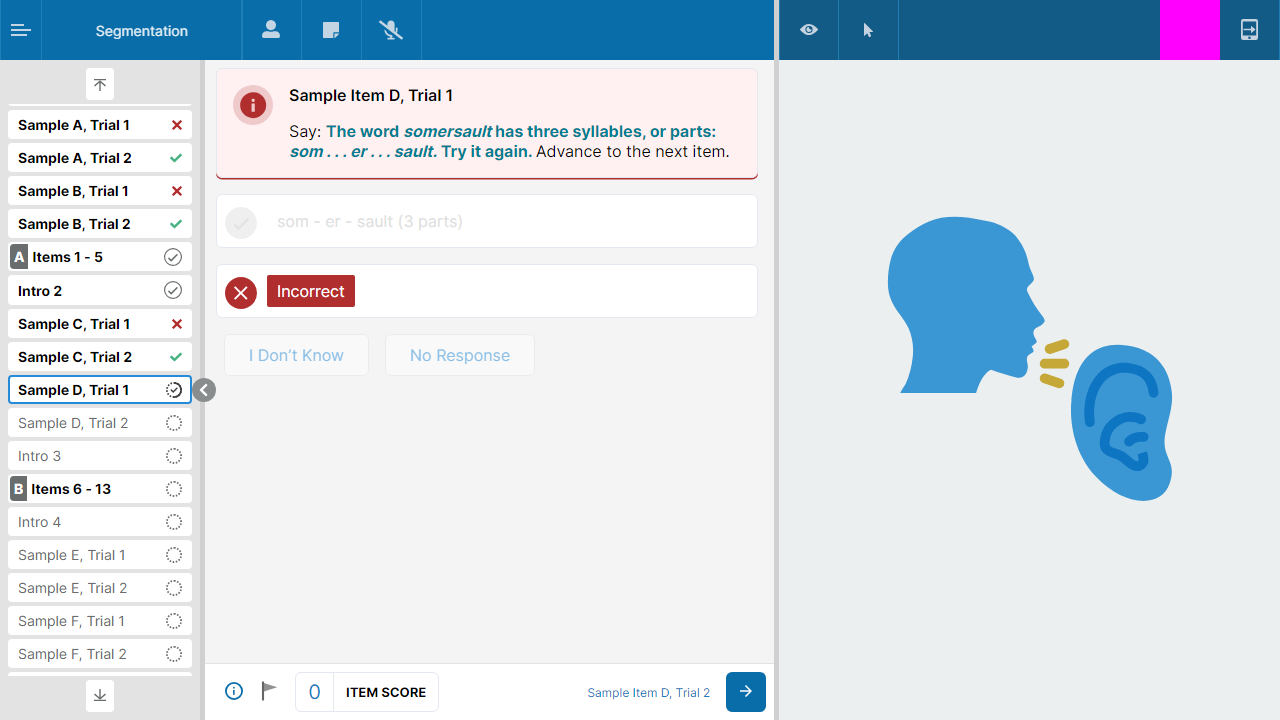 Segmentation
Sample A, Trial 1
Sample A, Trial 2
Sample B, Trial 1
Sample B, Trial 2
A Items 1 - 5
Intro 2
Sample C, Trial 1
Sample C, Trial 2
Sample D, Trial 1
Sample D, Trial 2
Intro 3
B Items 6 - 13
Intro 4
Sample E, Trial 1
Sample E, Trial 2
Sample F, Trial 1
Sample F, Trial 2
Sample Item D, Trial 1
Say: The word somersault has three syllables, or parts:
som . . . er . . . sault. Try it again. Advance to the next item.
som - er - sault (3 parts)
Incorrect
I Don’t Know
No Response
0 ITEM SCORE
Sample Item D, Trial 2